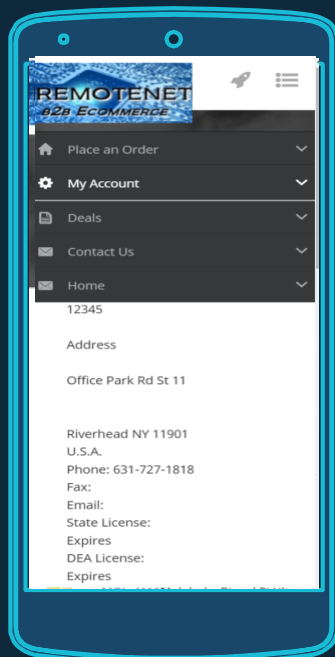 REMOTENET
B2B ECOMMERCE
Place an Order
My Account
Deals
Contact Us
Home
12345
Address
Office Park Rd St 11
Riverhead NY 11901
U.S.A.
Phone: 631-727-1818
Fax:
Email:
State License:
Expires
DEA License:
Expires